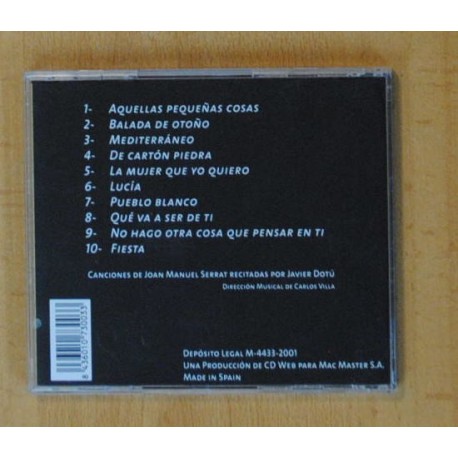 1- Aquellas pequeñas cosas
2- Balada de otoño
3- Mediterráneo
4- De cartón piedra
5- La mujer que yo quiero
6- Lucía
7- Pueblo blanco
8- Qué va a ser de ti
9- No hago otra cosa que pensar en ti
10- Fiesta
Canciones de Joan Manuel Serrat recitadas por Javier Dotú
Dirección Musical de Carlos Villa
8 436010 730033
Depósito Legal M-4433-2001
Una Producción de CD Web para Mac Master S.A.
Made in Spain